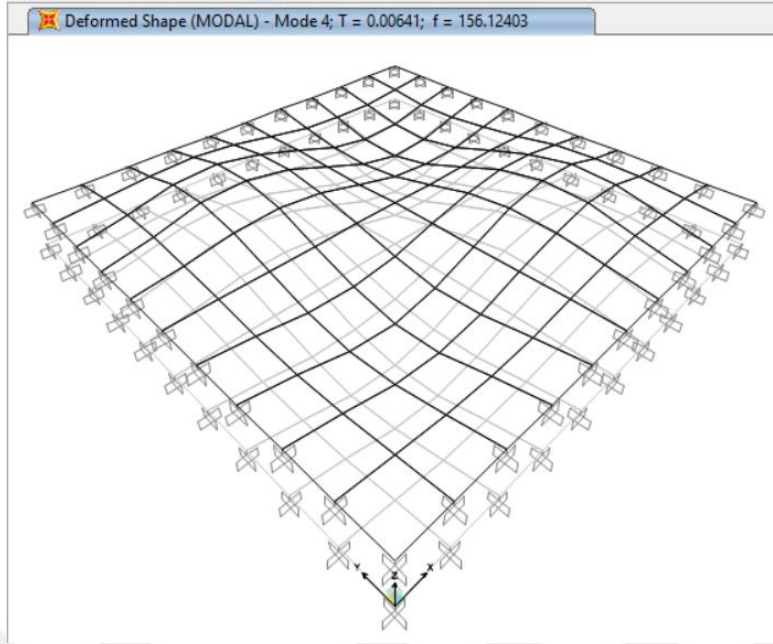 Deformed Shape (MODAL) - Mode 4; T = 0.00641; f = 156.12403
Y
Z
X